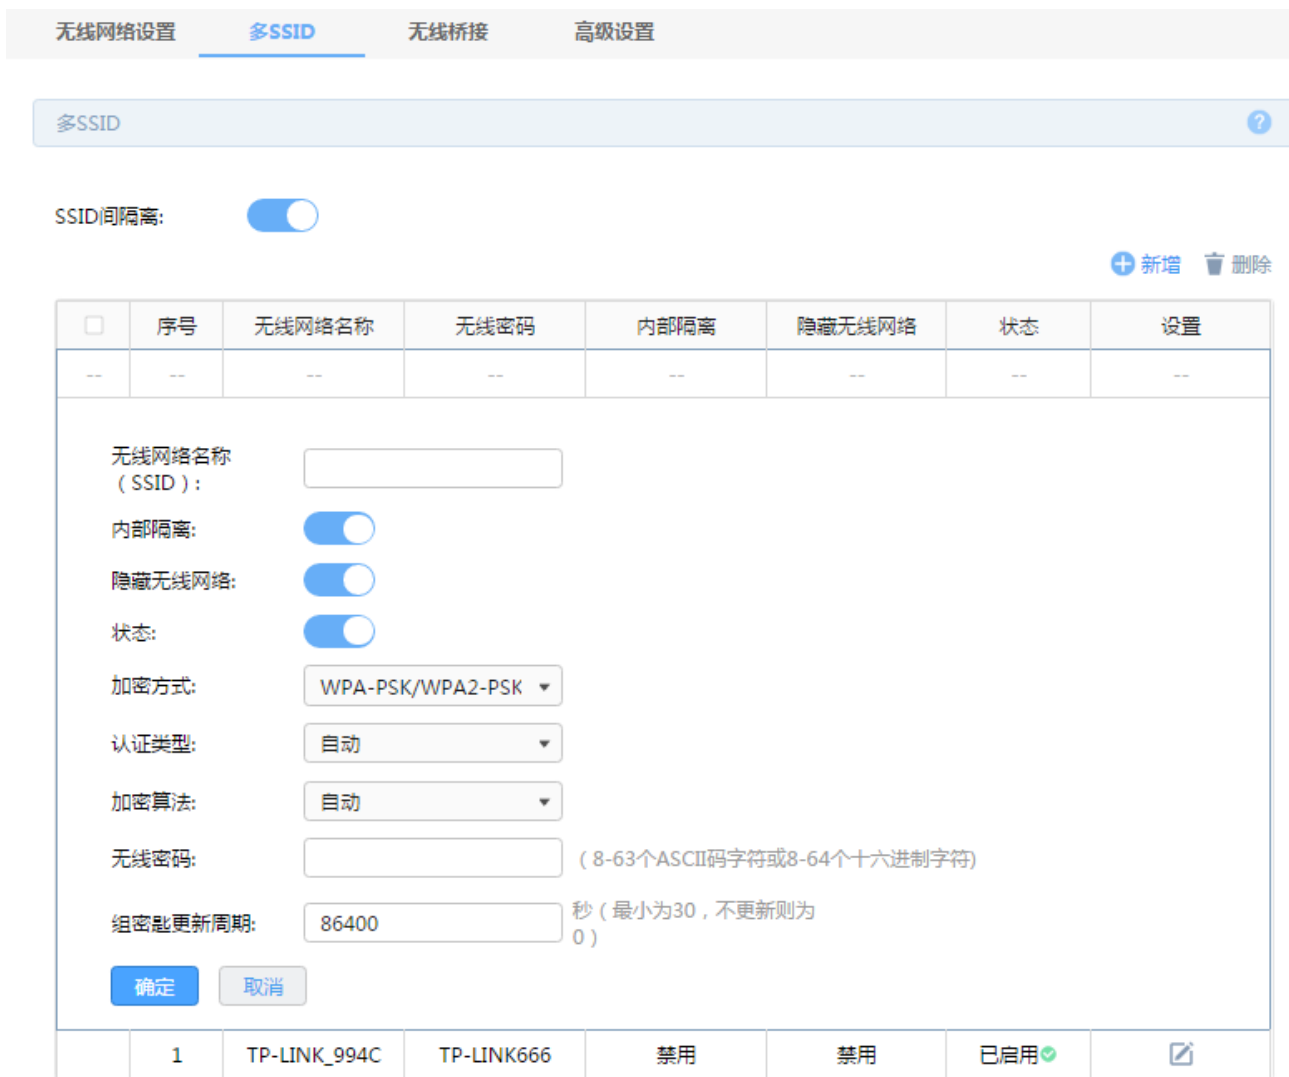 无线网络设置 多SSID 无线桥接 高级设置
多SSID ?
SSID间隔离:
新增 删除
序号 无线网络名称 无线密码 内部隔离 隐藏无线网络 状态 设置
-- -- -- -- -- -- -- --
无线网络名称
（SSID）:
内部隔离:
隐藏无线网络:
状态:
加密方式: WPA-PSK/WPA2-PSK
认证类型: 自动
加密算法: 自动
无线密码: （8-63个ASCII码字符或8-64个十六进制字符)
组密匙更新周期: 86400 秒（最小为30，不更新则为
0）
确定 取消
1 TP-LINK_994C TP-LINK666 禁用 禁用 已启用